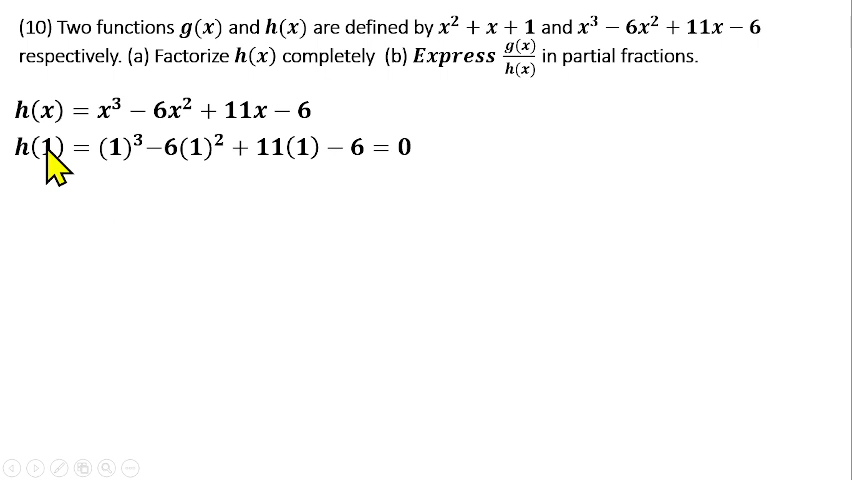 (10) Two functions g(x) and h(x) are defined by x² + x + 1 and x³ − 6x² + 11x − 6
respectively. (a) Factorize h(x) completely (b) Express g(x)/h(x) in partial fractions.
h(x) = x³ − 6x² + 11x − 6
h(1) = (1)³−6(1)² + 11(1) − 6 = 0